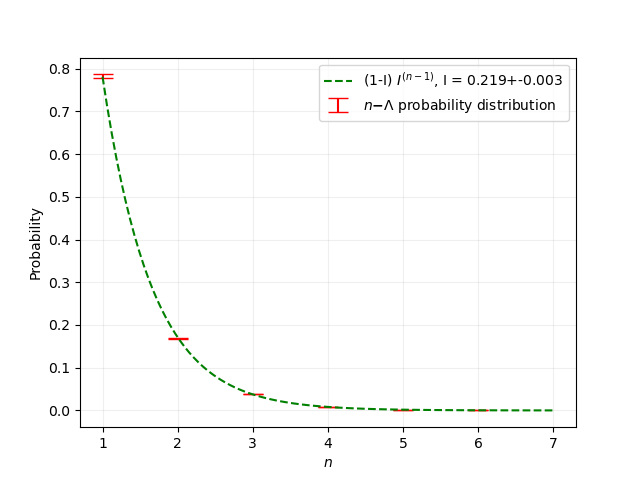 0.8
0.7
0.6
0.5
0.4
0.3
0.2
0.1
0.0
Probability
(1-I) I^(n−1), I = 0.219+-0.003
n−Λ probability distribution
1 2 3 4 5 6 7
n